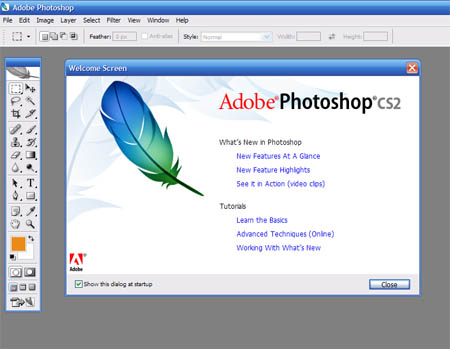 Adobe Photoshop
File Edit Image Layer Select Filter View Window Help
Feather: 0 px Anti-alias Style: Normal Width: Height:
Welcome Screen
Adobe® Photoshop® CS2
What's New in Photoshop
New Features At A Glance
New Feature Highlights
See it in Action (video clips)
Tutorials
Learn the Basics
Advanced Techniques (Online)
Working With What's New
Adobe
Show this dialog at startup
Close